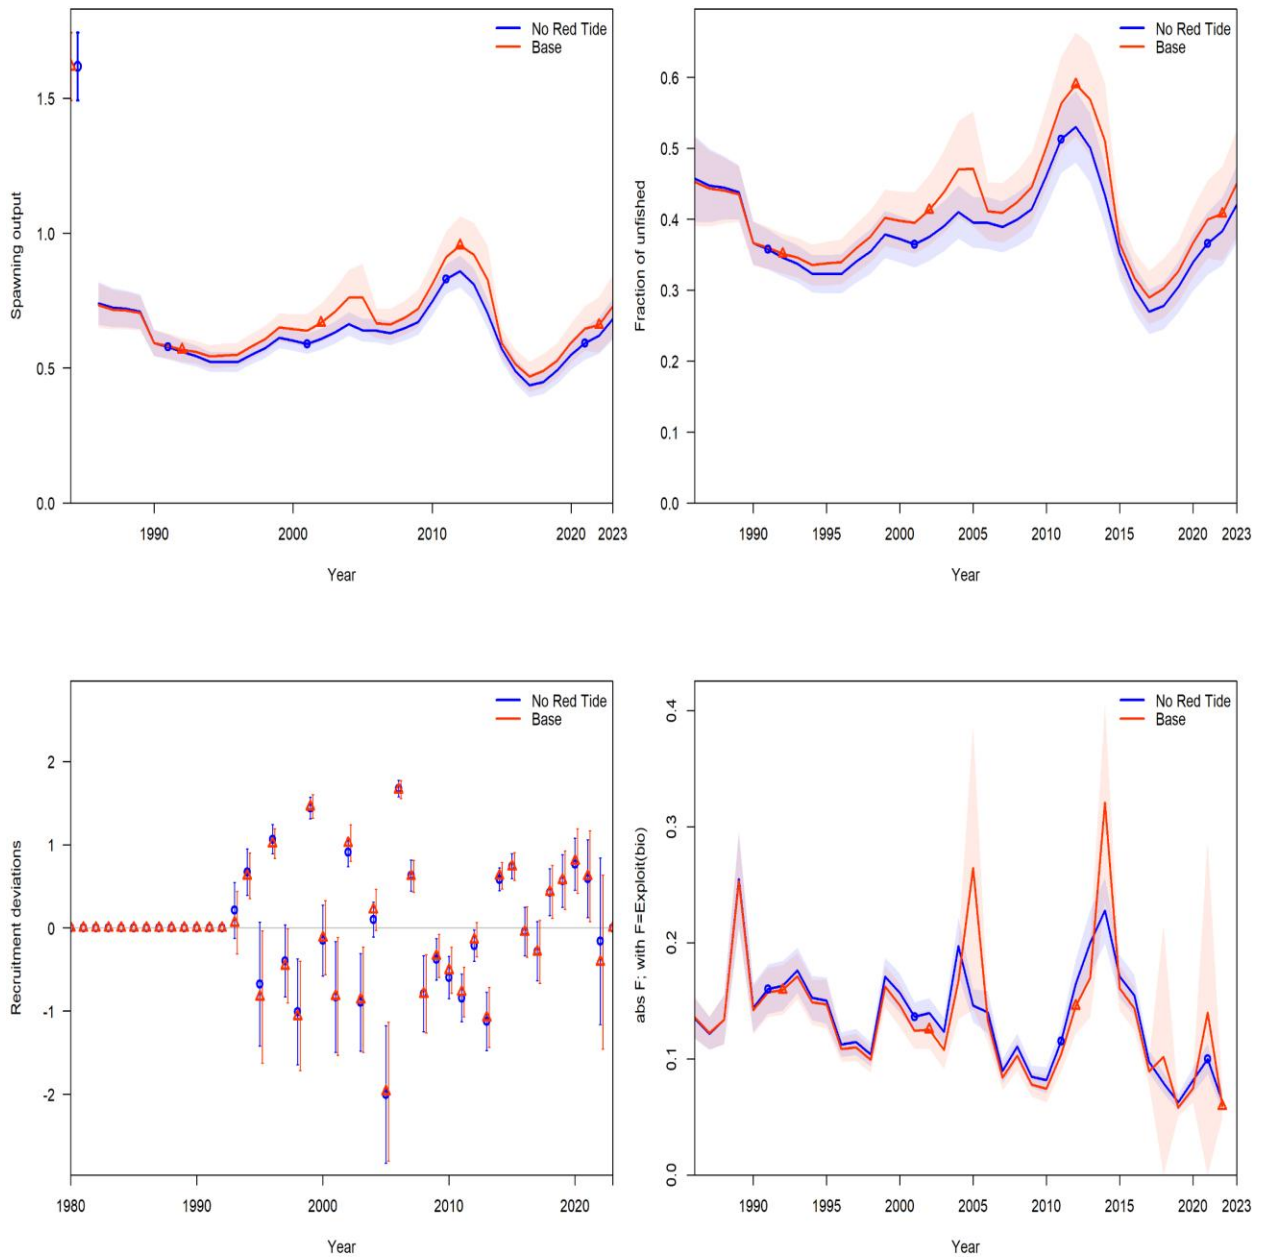 No Red Tide
Base
Spawning output
1.5
1.0
0.5
0.0
1990
2000
2010
2020
2023
Year
No Red Tide
Base
Fraction of unfished
0.6
0.5
0.4
0.3
0.2
0.1
0.0
1990
1995
2000
2005
2010
2015
2020
2023
Year
No Red Tide
Base
Recruitment deviations
2
1
0
-1
-2
1980
1990
2000
2010
2020
Year
No Red Tide
Base
abs F; with F=Exploit(bio)
0.4
0.3
0.2
0.1
0.0
1990
1995
2000
2005
2010
2015
2020
2023
Year